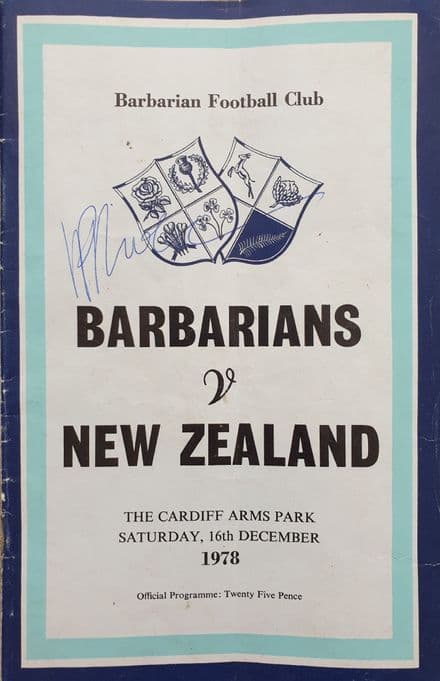 Barbarian Football Club
BARBARIANS
v
NEW ZEALAND
THE CARDIFF ARMS PARK
SATURDAY, 16th DECEMBER
1978
Official Programme: Twenty Five Pence